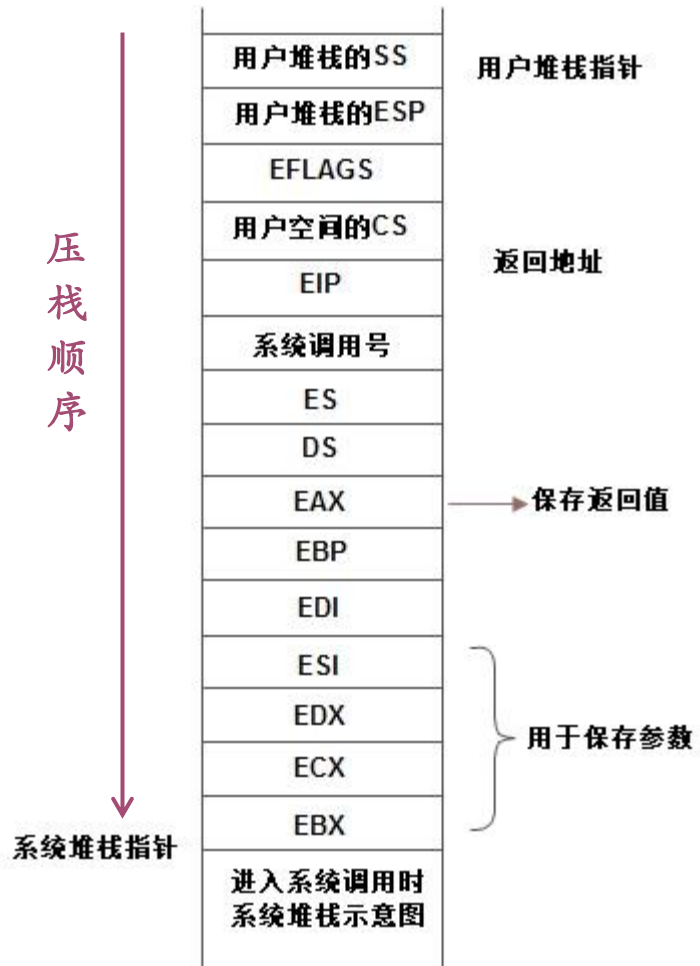 用户堆栈的SS
用户堆栈指针
用户堆栈的ESP
EFLAGS
用户空间的CS
返回地址
EIP
压栈顺序
系统调用号
ES
DS
EAX
保存返回值
EBP
EDI
ESI
EDX
用于保存参数
ECX
EBX
系统堆栈指针
进入系统调用时
系统堆栈示意图